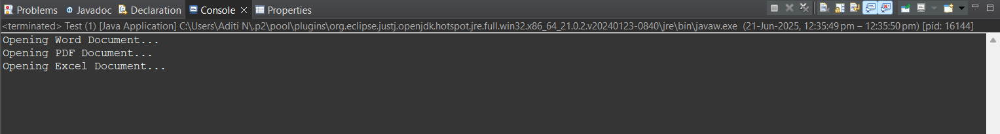 Problems @ Javadoc Declaration Console Properties
<terminated> Test (1) [Java Application] C:\Users\Aditi N\.p2\pool\plugins\org.eclipse.justj.openjdk.hotspot.jre.full.win32.x86_64_21.0.2.v20240123-0840\jre\bin\javaw.exe (21-Jun-2025, 12:35:49 pm – 12:35:50 pm) [pid: 16144]
Opening Word Document...
Opening PDF Document...
Opening Excel Document...